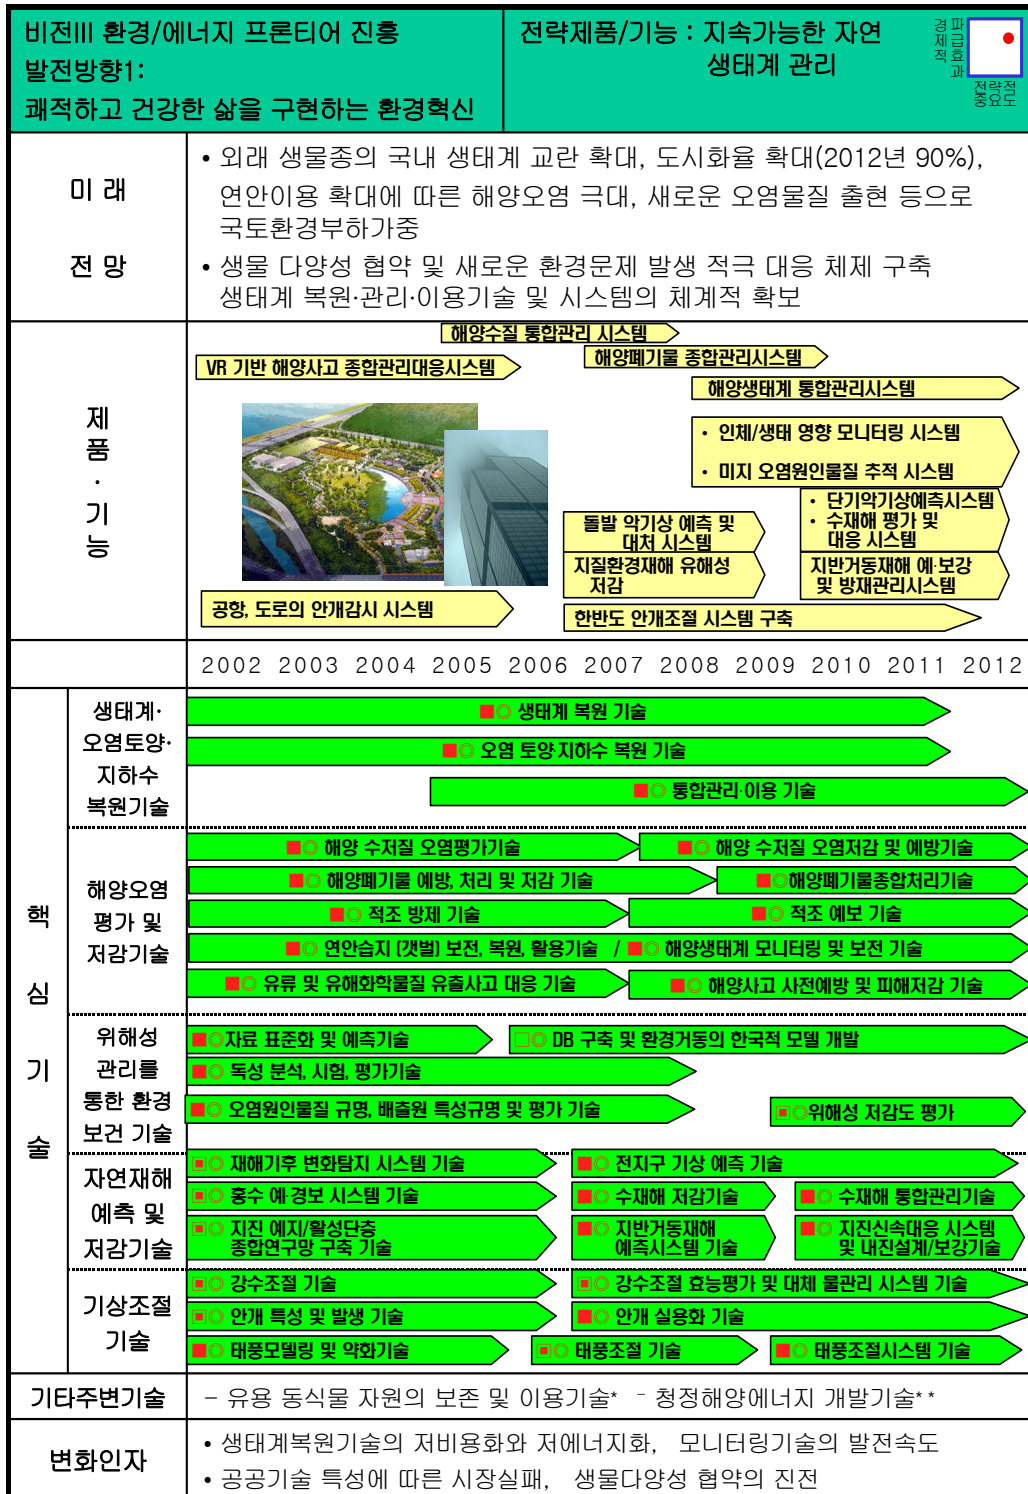 비전III 환경/에너지 프론티어 진흥
발전방향1:
쾌적하고 건강한 삶을 구현하는 환경혁신
전략제품/기능 : 지속가능한 자연
생태계 관리
경제적
파급효과
전략적
중요도
미 래
전 망
• 외래 생물종의 국내 생태계 교란 확대, 도시화율 확대(2012년 90%),
연안이용 확대에 따른 해양오염 극대, 새로운 오염물질 출현 등으로
국토환경부하가중
• 생물 다양성 협약 및 새로운 환경문제 발생 적극 대응 체제 구축
생태계 복원·관리·이용기술 및 시스템의 체계적 확보
제품·기능
해양수질 통합관리 시스템
VR 기반 해양사고 종합관리대응시스템
해양폐기물 종합관리시스템
해양생태계 통합관리시스템
• 인체/생태 영향 모니터링 시스템
• 미지 오염원인물질 추적 시스템
• 단기악기상예측시스템
• 수재해 평가 및
대응 시스템
돌발 악기상 예측 및
대처 시스템
지질환경재해 유해성
저감
지반거동재해 예·보강
및 방재관리시스템
공항, 도로의 안개감시 시스템
한반도 안개조절 시스템 구축
2002 2003 2004 2005 2006 2007 2008 2009 2010 2011 2012
핵심기술
생태계·
오염토양·
지하수
복원기술
■◎ 생태계 복원 기술
■◎ 오염 토양·지하수 복원 기술
■◎ 통합관리·이용 기술
해양오염
평가 및
저감기술
■◎ 해양 수저질 오염평가기술
■◎ 해양 수저질 오염저감 및 예방기술
■◎ 해양폐기물 예방, 처리 및 저감 기술
■◎해양폐기물종합처리기술
■◎ 적조 방제 기술
■◎ 적조 예보 기술
■◎ 연안습지 (갯벌) 보전, 복원, 활용기술 / ■◎ 해양생태계 모니터링 및 보전 기술
■◎ 유류 및 유해화학물질 유출사고 대응 기술
■◎ 해양사고 사전예방 및 피해저감 기술
위해성
관리를
통한 환경
보건 기술
■◎자료 표준화 및 예측기술
□◎ DB 구축 및 환경거동의 한국적 모델 개발
■◎ 독성 분석, 시험, 평가기술
■◎ 오염원인물질 규명, 배출원 특성규명 및 평가 기술
▣◎위해성 저감도 평가
자연재해
예측 및
저감기술
▣◎ 재해기후 변화탐지 시스템 기술
■◎ 전지구 기상 예측 기술
▣◎ 홍수 예·경보 시스템 기술
■◎ 수재해 저감기술
■◎ 수재해 통합관리기술
▣◎ 지진 예지/활성단층
종합연구망 구축 기술
■◎ 지반거동재해
예측시스템 기술
■◎ 지진신속대응 시스템
및 내진설계/보강기술
기상조절
기술
▣◎ 강수조절 기술
▣◎ 강수조절 효능평가 및 대체 물관리 시스템 기술
▣◎ 안개 특성 및 발생 기술
■◎ 안개 실용화 기술
■◎ 태풍모델링 및 약화기술
▣◎ 태풍조절 기술
■◎ 태풍조절시스템 기술
기타주변기술
- 유용 동식물 자원의 보존 및 이용기술* - 청정해양에너지 개발기술**
변화인자
• 생태계복원기술의 저비용화와 저에너지화, 모니터링기술의 발전속도
• 공공기술 특성에 따른 시장실패, 생물다양성 협약의 진전